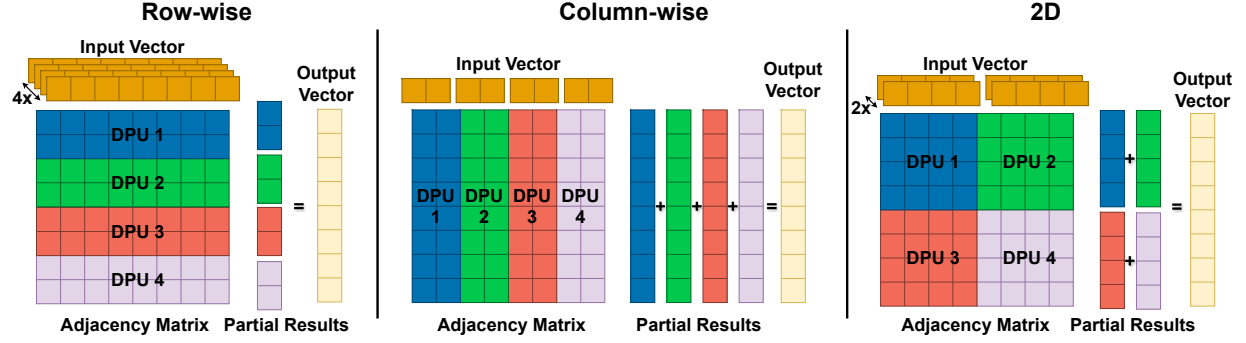 Row-wise
Input Vector
4x
Output
Vector
DPU 1
DPU 2
DPU 3
DPU 4
=
Adjacency Matrix
Partial Results
Column-wise
Input Vector
Output
Vector
DPU
1
DPU
2
DPU
3
DPU
4
+
+
+
=
Adjacency Matrix
Partial Results
2D
Input Vector
2x
Output
Vector
DPU 1
DPU 2
DPU 3
DPU 4
+
+
=
Adjacency Matrix
Partial Results